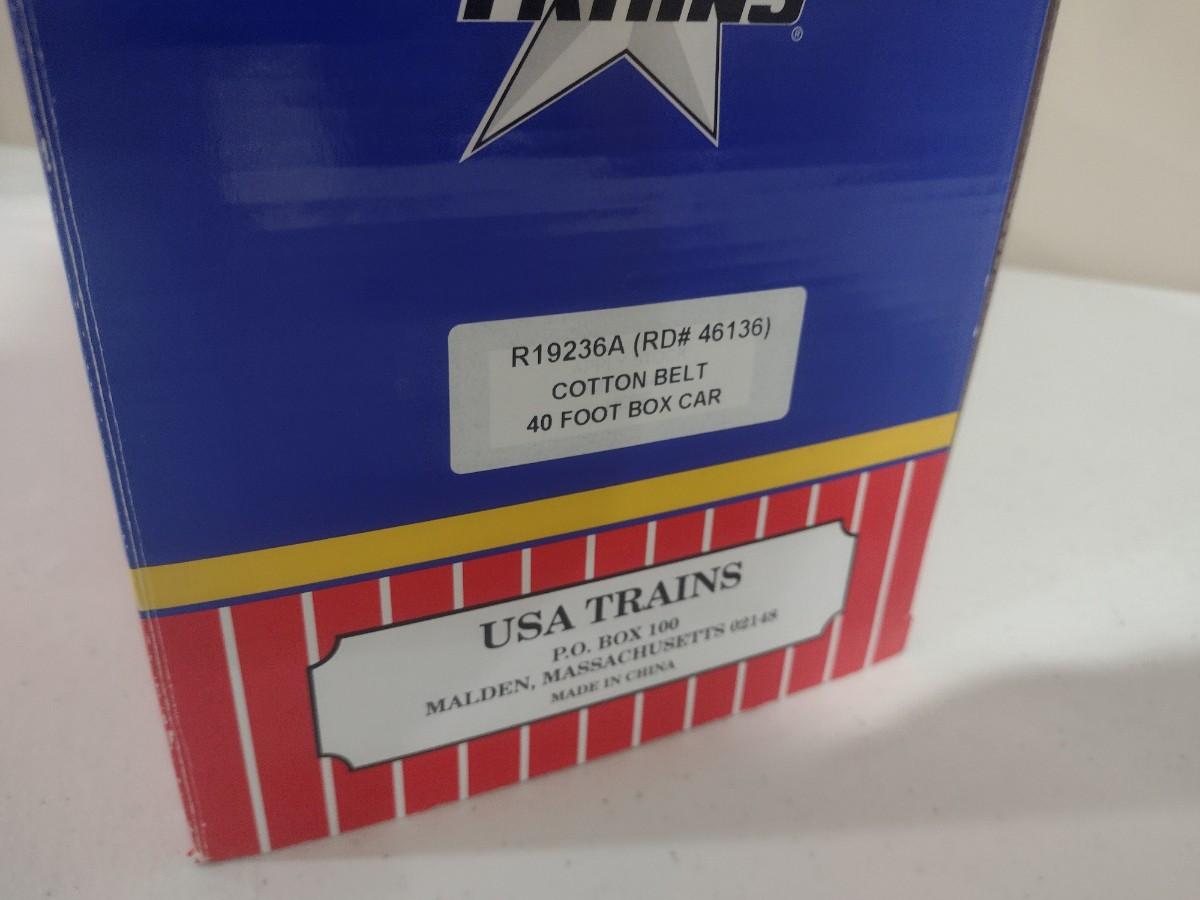 TRAINS
®
R19236A (RD# 46136)
COTTON BELT
40 FOOT BOX CAR
USA TRAINS
P.O. BOX 100
MALDEN, MASSACHUSETTS 02148
MADE IN CHINA